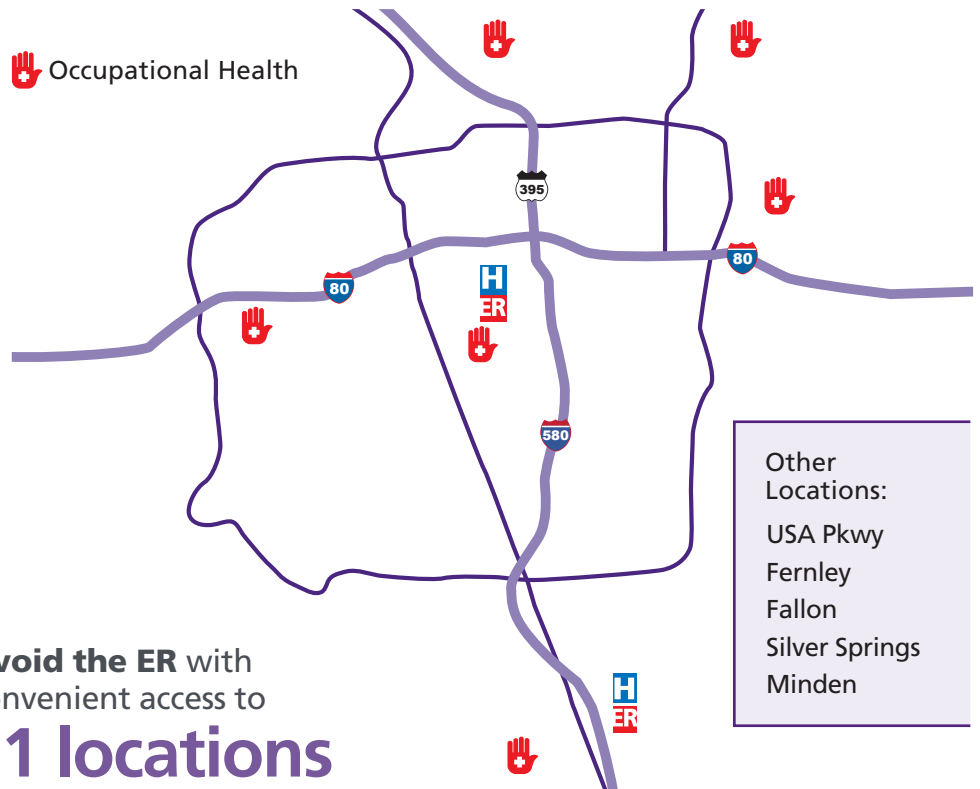 Occupational Health
395
80
80
H
ER
580
Other
Locations:
USA Pkwy
Fernley
Fallon
Silver Springs
Minden
void the ER with
onvenient access to
1 locations
H
ER